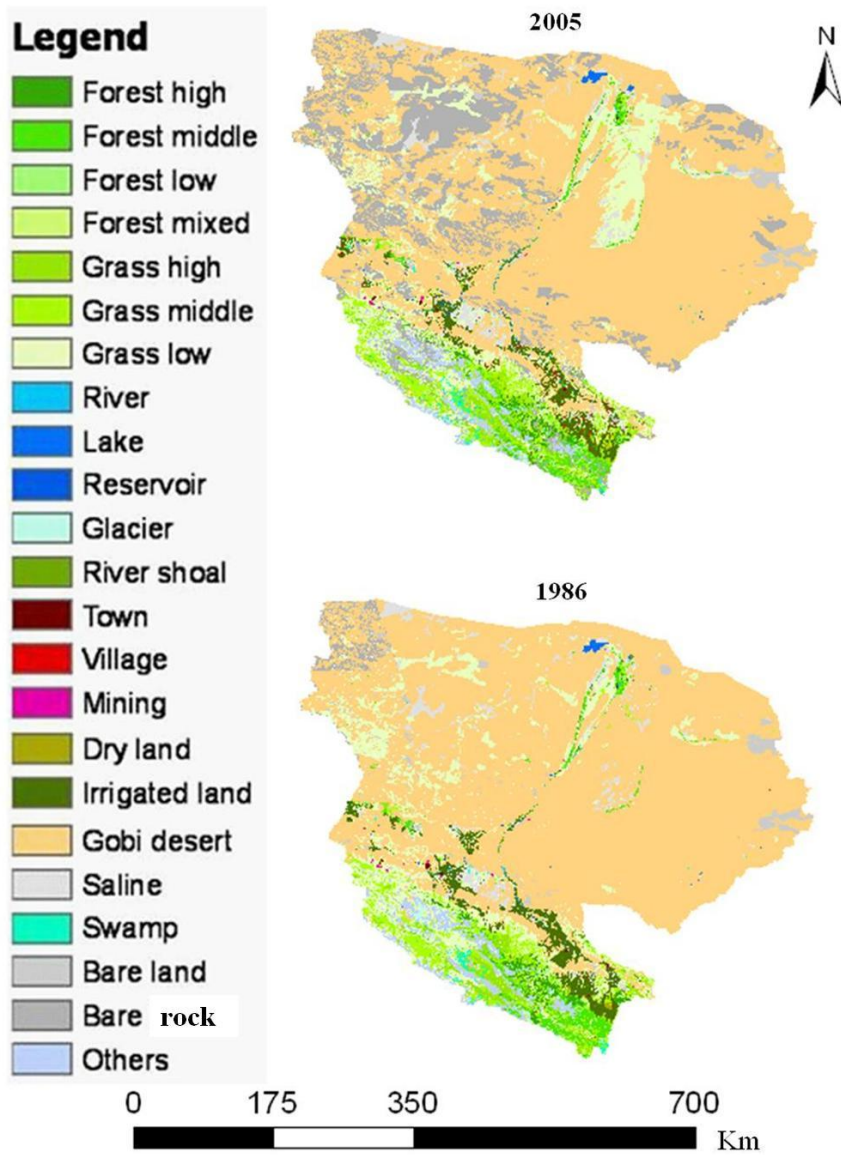 Legend
Forest high
Forest middle
Forest low
Forest mixed
Grass high
Grass middle
Grass low
River
Lake
Reservoir
Glacier
River shoal
Town
Village
Mining
Dry land
Irrigated land
Gobi desert
Saline
Swamp
Bare land
Bare rock
Others
2005
N
1986
0 175 350 700
Km